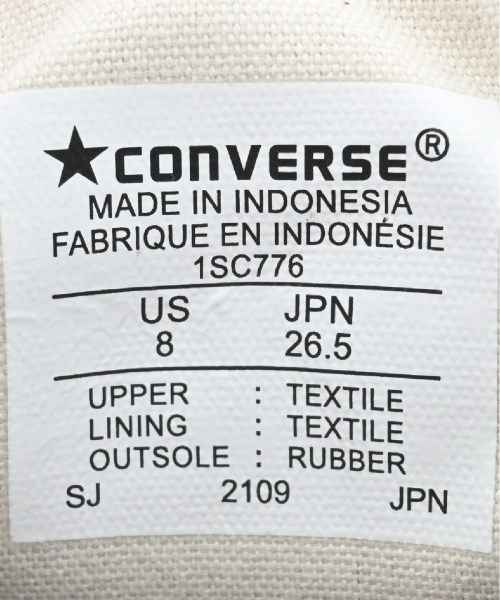 ★CONVERSE®
MADE IN INDONESIA
FABRIQUE EN INDONÉSIE
1SC776
US JPN
8 26.5
UPPER : TEXTILE
LINING : TEXTILE
OUTSOLE : RUBBER
SJ 2109 JPN